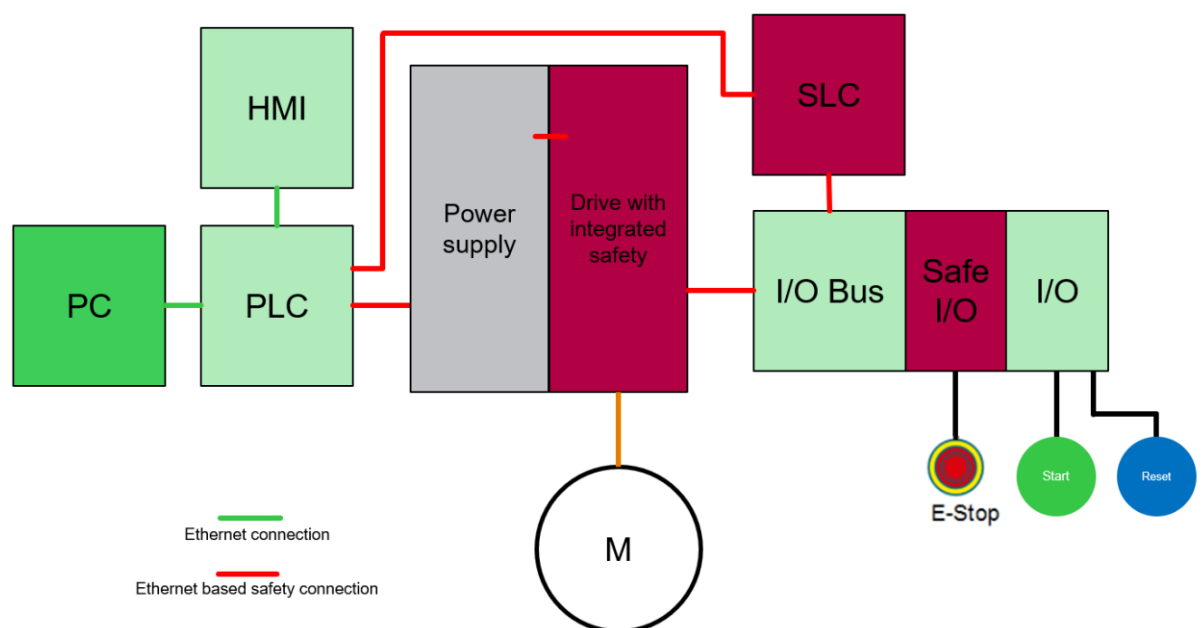 HMI
SLC
Power
supply
Drive with
integrated
safety
PC
PLC
I/O Bus
Safe
I/O
I/O
Start
Reset
E-Stop
M
Ethernet connection
Ethernet based safety connection